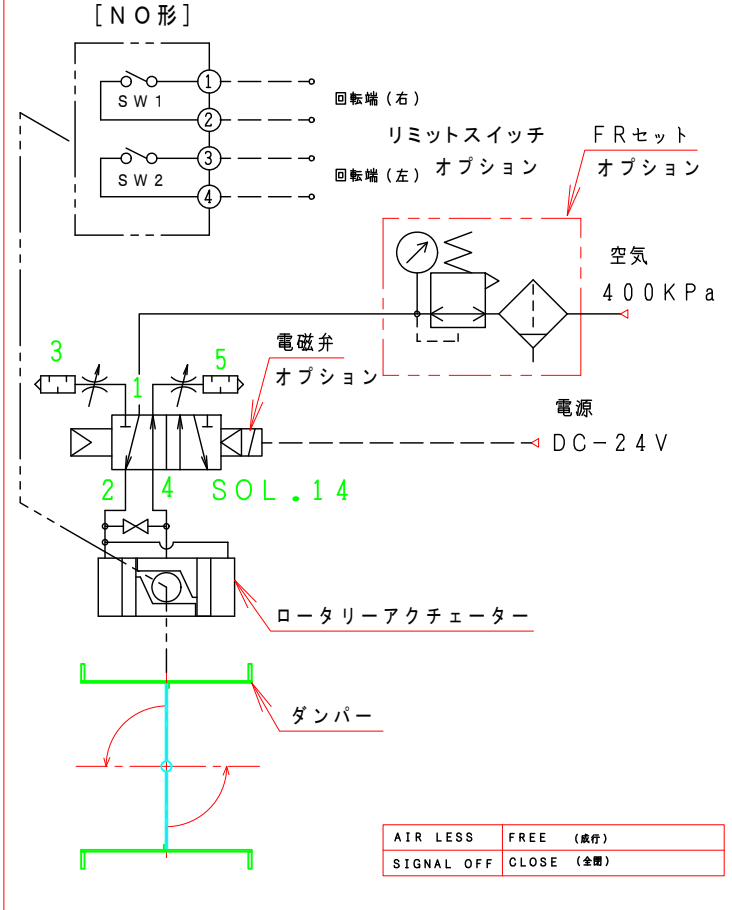 [NO形]
SW1
1
2
回転端(右)
SW2
3
4
回転端(左)
リミットスイッチ
オプション
FRセット
オプション
空気
400KPa
電磁弁
オプション
3
1
5
電源
DC-24V
2
4
SOL.14
ロータリーアクチェーター
ダンパー
AIR LESS FREE (成行)
SIGNAL OFF CLOSE (全閉)